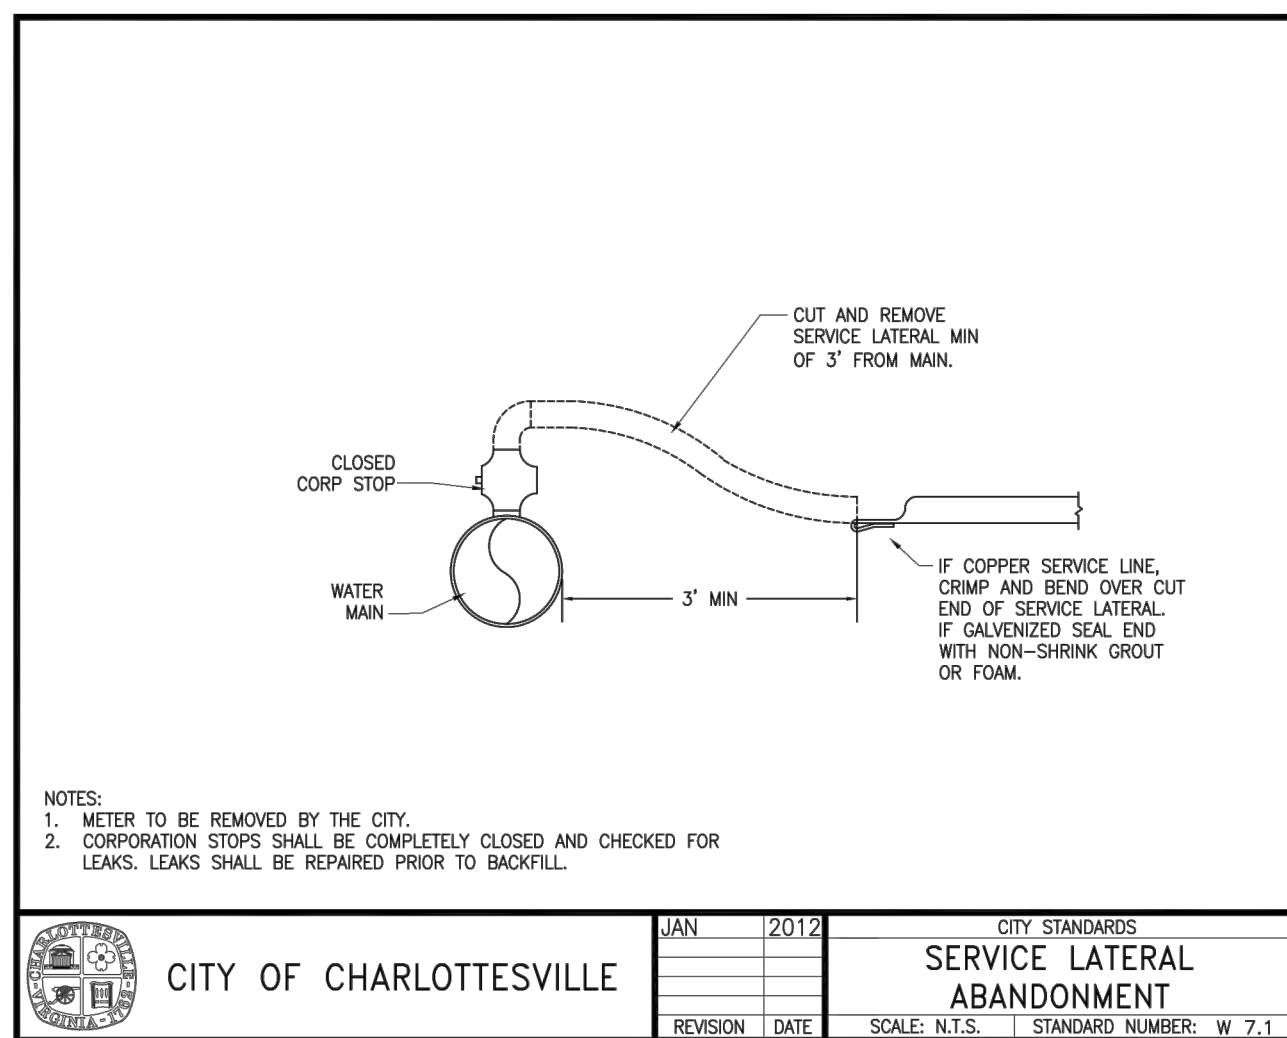 CUT AND REMOVE
SERVICE LATERAL MIN
OF 3' FROM MAIN.
CLOSED
CORP STOP
WATER
MAIN
3' MIN
IF COPPER SERVICE LINE,
CRIMP AND BEND OVER CUT
END OF SERVICE LATERAL.
IF GALVENIZED SEAL END
WITH NON-SHRINK GROUT
OR FOAM.
NOTES:
1. METER TO BE REMOVED BY THE CITY.
2. CORPORATION STOPS SHALL BE COMPLETELY CLOSED AND CHECKED FOR
LEAKS. LEAKS SHALL BE REPAIRED PRIOR TO BACKFILL.
CHARLOTTESVILLE
VIRGINIA-1762
CITY OF CHARLOTTESVILLE
JAN 2012
REVISION DATE
CITY STANDARDS
SERVICE LATERAL
ABANDONMENT
SCALE: N.T.S. STANDARD NUMBER: W 7.1